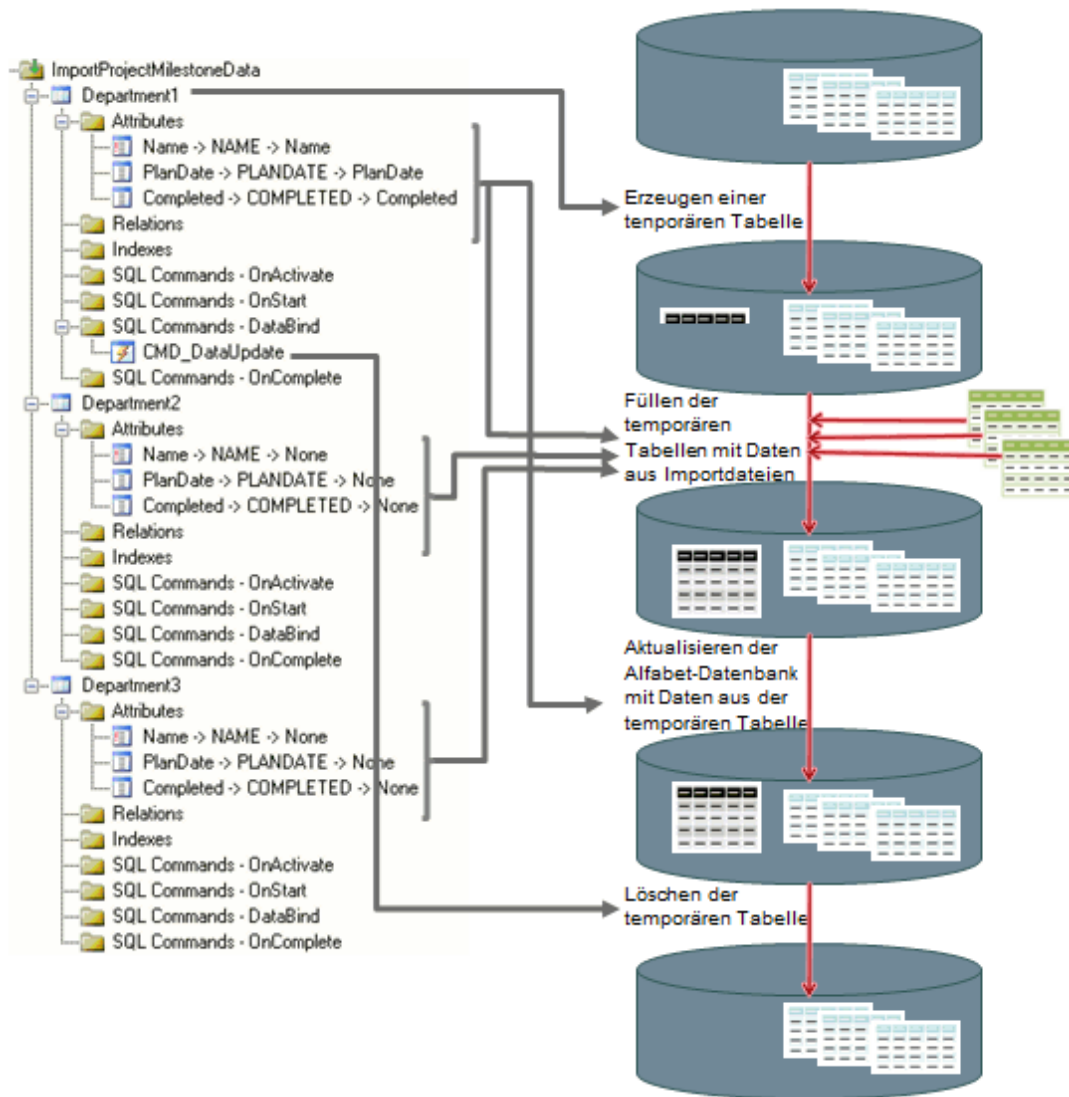 ImportProjectMilestoneData
Department1
Attributes
Name -> NAME -> Name
PlanDate -> PLANDATE -> PlanDate
Completed -> COMPLETED -> Completed
Relations
Indexes
SQL Commands - OnActivate
SQL Commands - OnStart
SQL Commands - DataBind
CMD_DataUpdate
SQL Commands - OnComplete
Department2
Attributes
Name -> NAME -> None
PlanDate -> PLANDATE -> None
Completed -> COMPLETED -> None
Relations
Indexes
SQL Commands - OnActivate
SQL Commands - OnStart
SQL Commands - DataBind
SQL Commands - OnComplete
Department3
Attributes
Name -> NAME -> None
PlanDate -> PLANDATE -> None
Completed -> COMPLETED -> None
Relations
Indexes
SQL Commands - OnActivate
SQL Commands - OnStart
SQL Commands - DataBind
SQL Commands - OnComplete
Erzeugen einer
tenporären Tabelle
Füllen der
temporären
Tabellen mit Daten
aus Importdateien
Aktualisieren der
Alfabet-Datenbank
mit Daten aus der
temporären Tabelle
Löschen der
temporären Tabelle